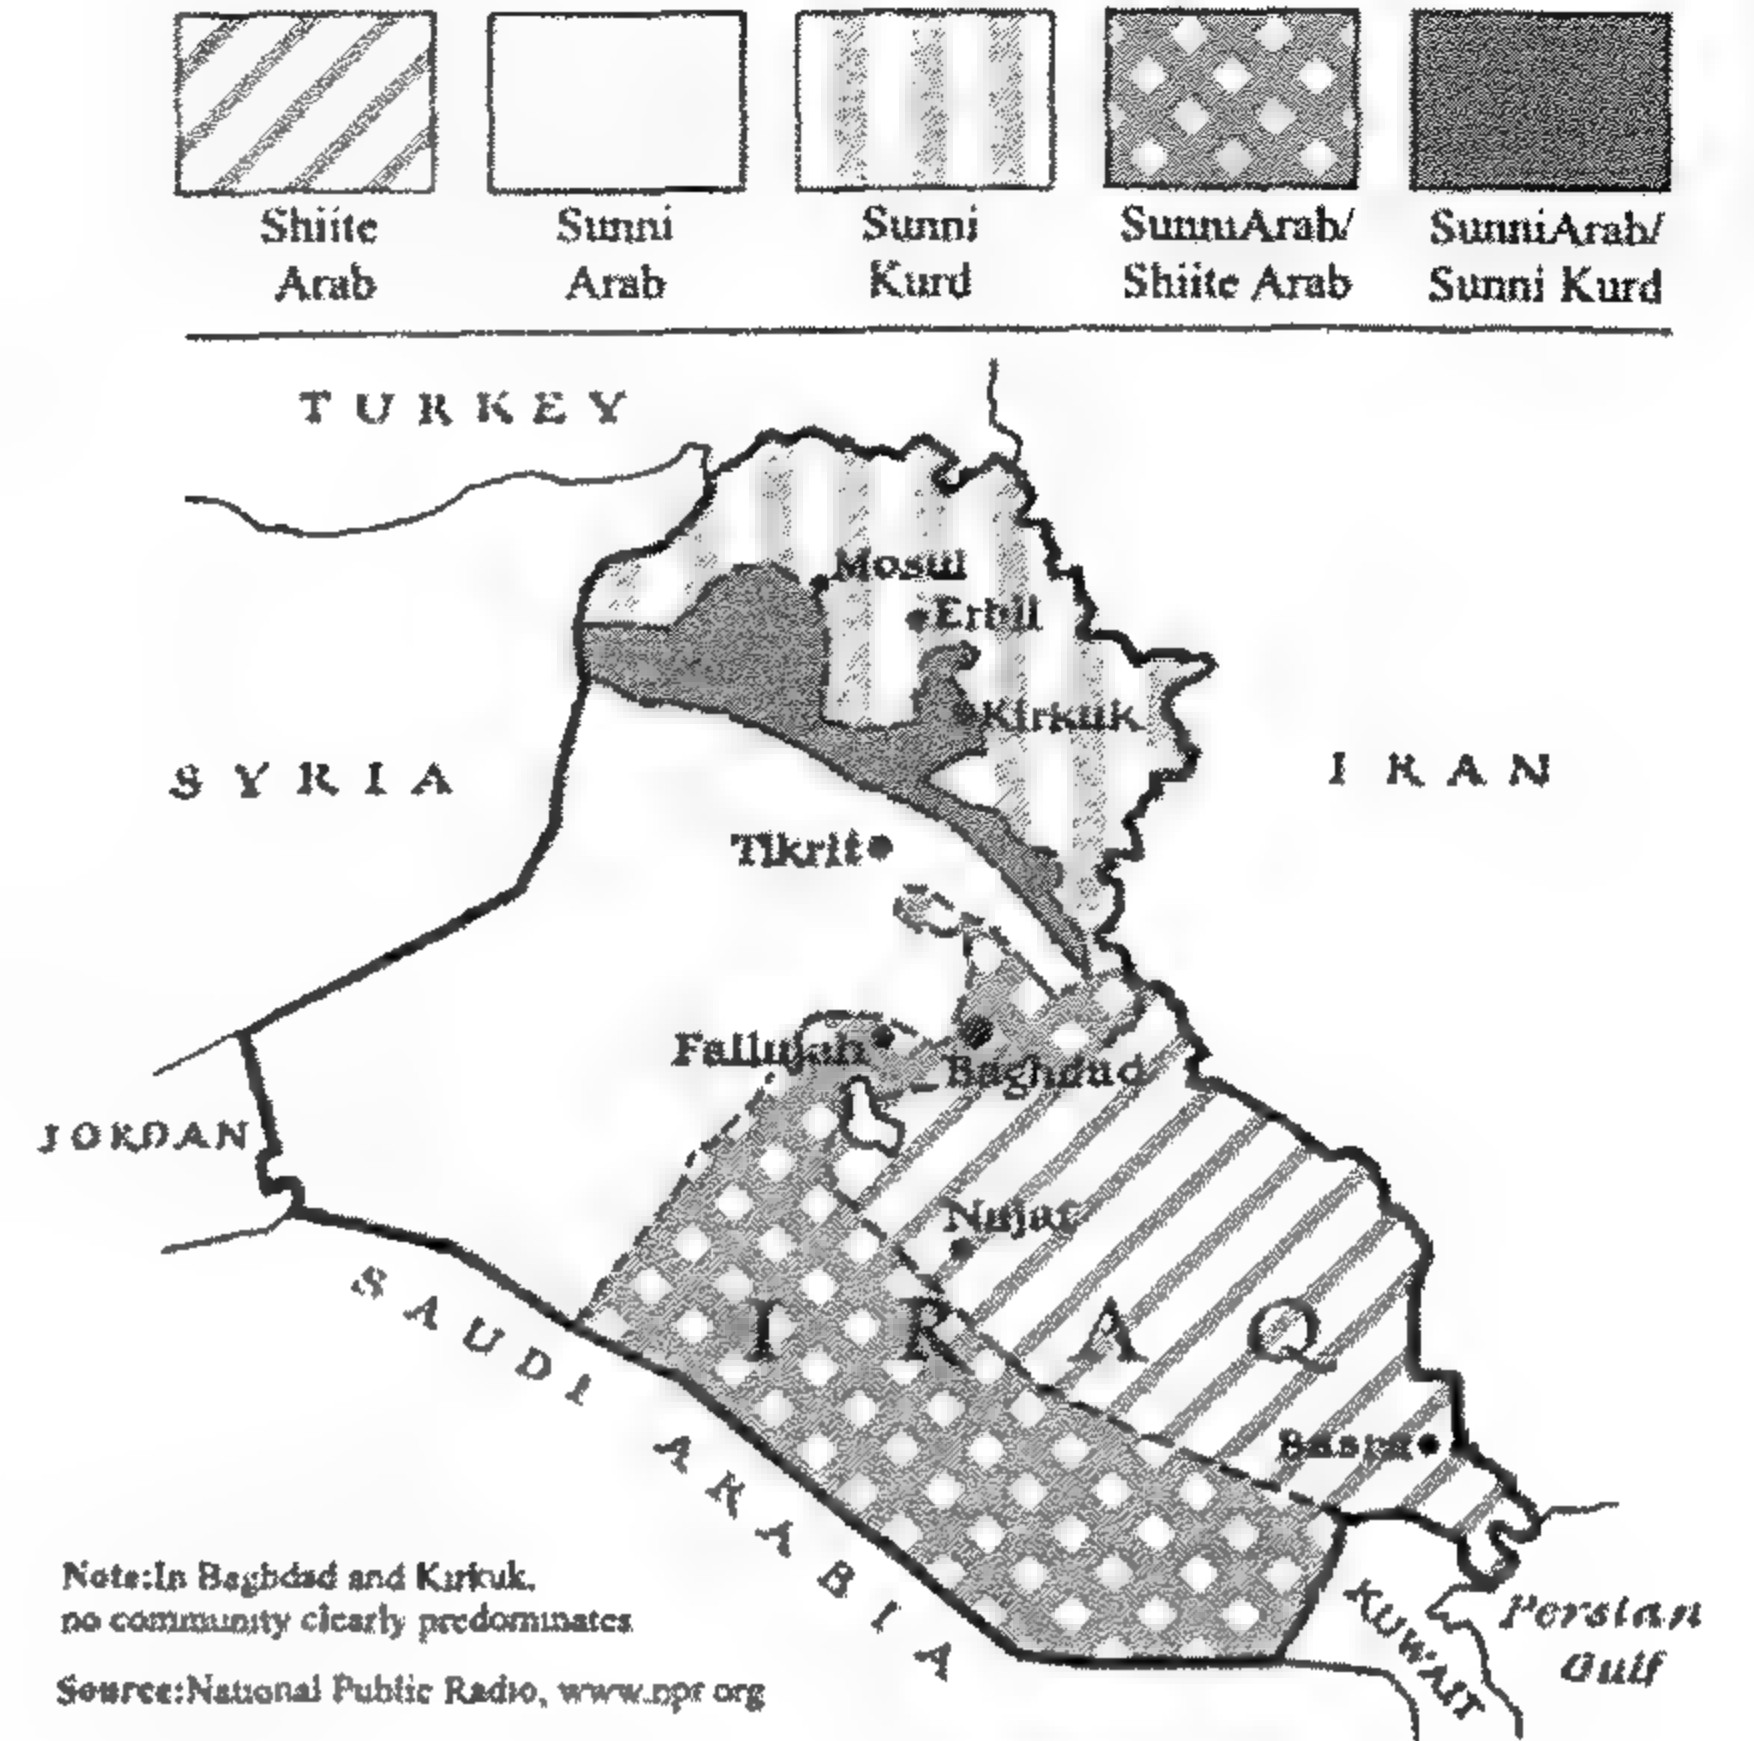 Shiite
Arab
Sunni
Arab
Sunni
Kurd
SunniArab/
Shiite Arab
SunniArab/
Sunni Kurd
TURKEY
Mosul
Erbil
Kirkuk
SYRIA
IRAN
Tikrit
Fallujah
Baghdad
JORDAN
Najaf
IRAQ
SAUDI ARABIA
Basra
KUWAIT
Persian
Gulf
Note:In Baghdad and Kirkuk,
no community clearly predominates
Source:National Public Radio, www.npr.org